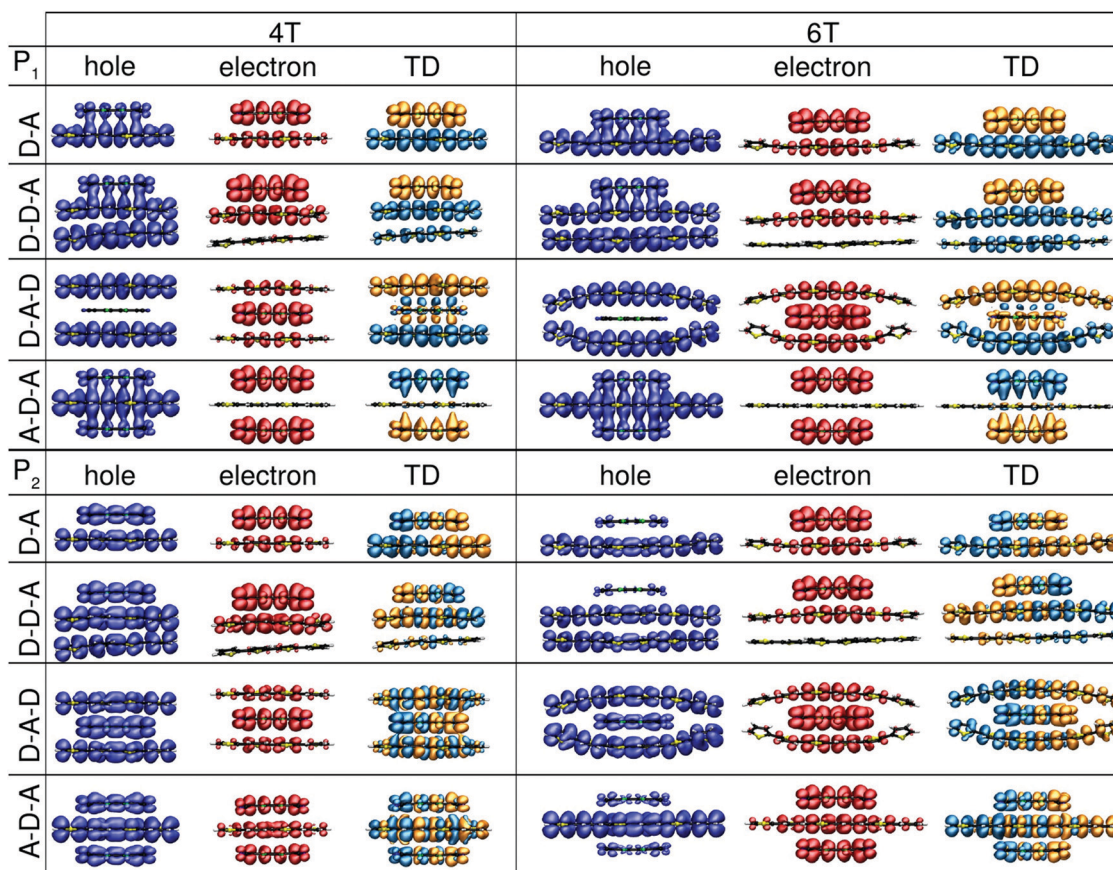 4T 6T
P1 hole electron TD hole electron TD
D-A
D-D-A
D-A-D
A-D-A
P2 hole electron TD hole electron TD
D-A
D-D-A
D-A-D
A-D-A